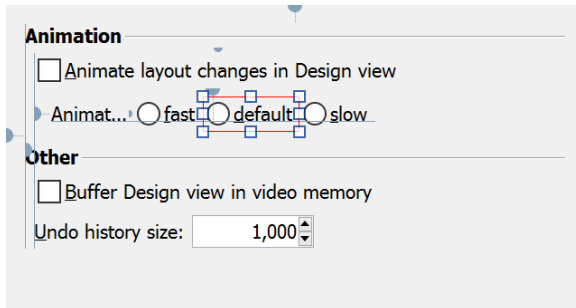 Animation
Animate layout changes in Design view
Animat... fast default slow
Other
Buffer Design view in video memory
Undo history size: 1,000